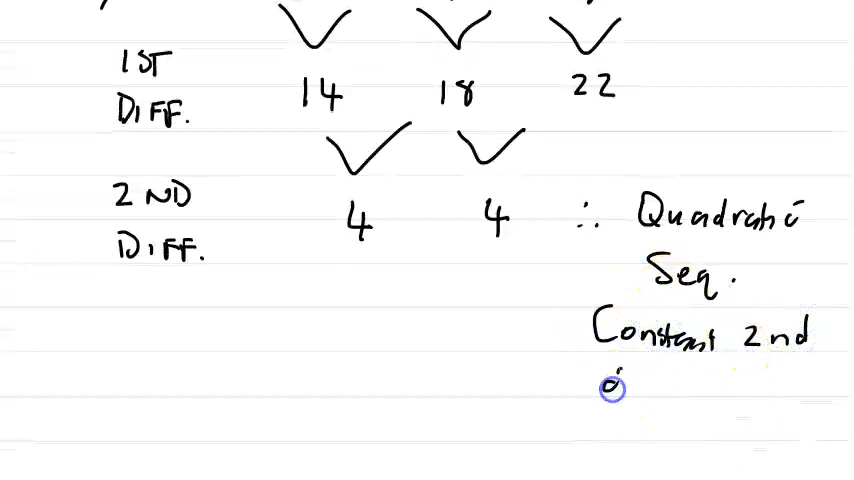 1ST
DIFF.
14 18 22
2ND
DIFF.
4 4 ∴ Quadratic
Seq.
Constant 2nd